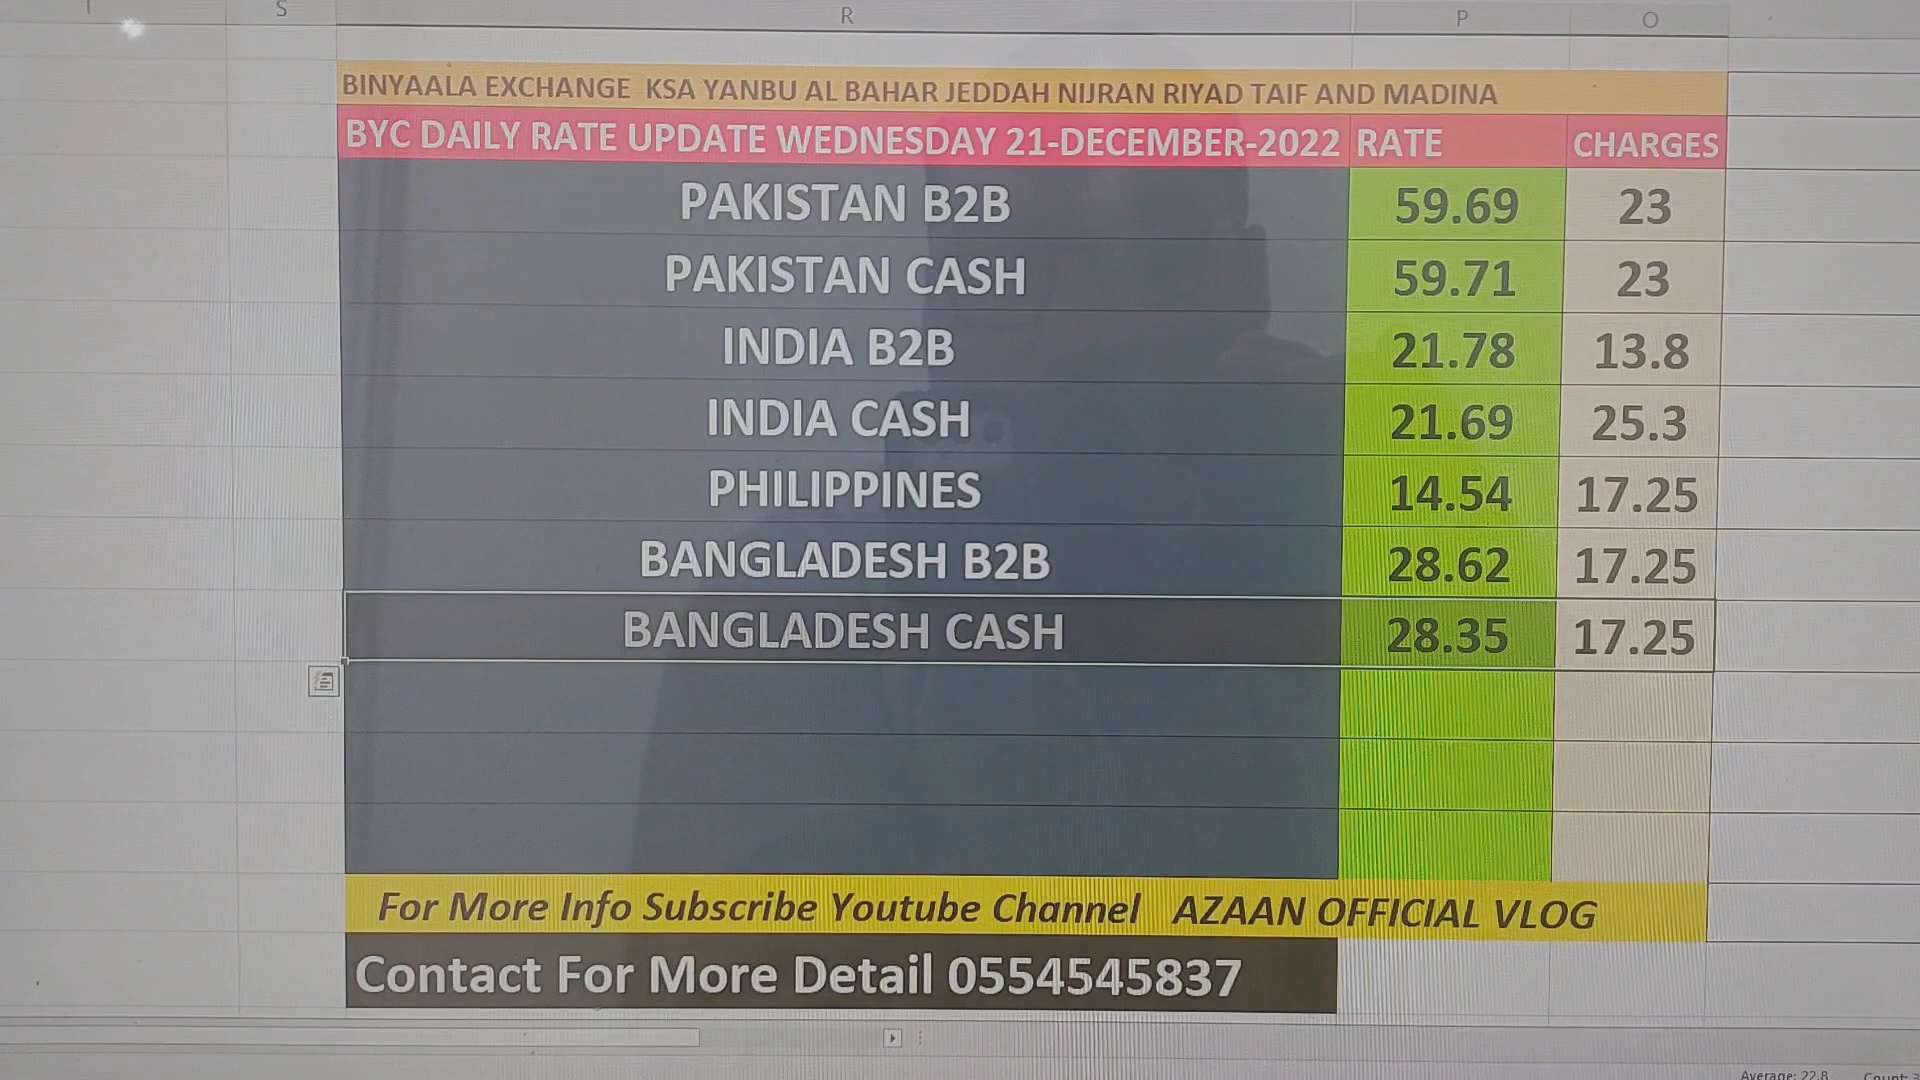 S R P O
BINYAALA EXCHANGE KSA YANBU AL BAHAR JEDDAH NIJRAN RIYAD TAIF AND MADINA
BYC DAILY RATE UPDATE WEDNESDAY 21-DECEMBER-2022 RATE CHARGES
PAKISTAN B2B 59.69 23
PAKISTAN CASH 59.71 23
INDIA B2B 21.78 13.8
INDIA CASH 21.69 25.3
PHILIPPINES 14.54 17.25
BANGLADESH B2B 28.62 17.25
BANGLADESH CASH 28.35 17.25
For More Info Subscribe Youtube Channel AZAAN OFFICIAL VLOG
Contact For More Detail 0554545837
Average: 22.8